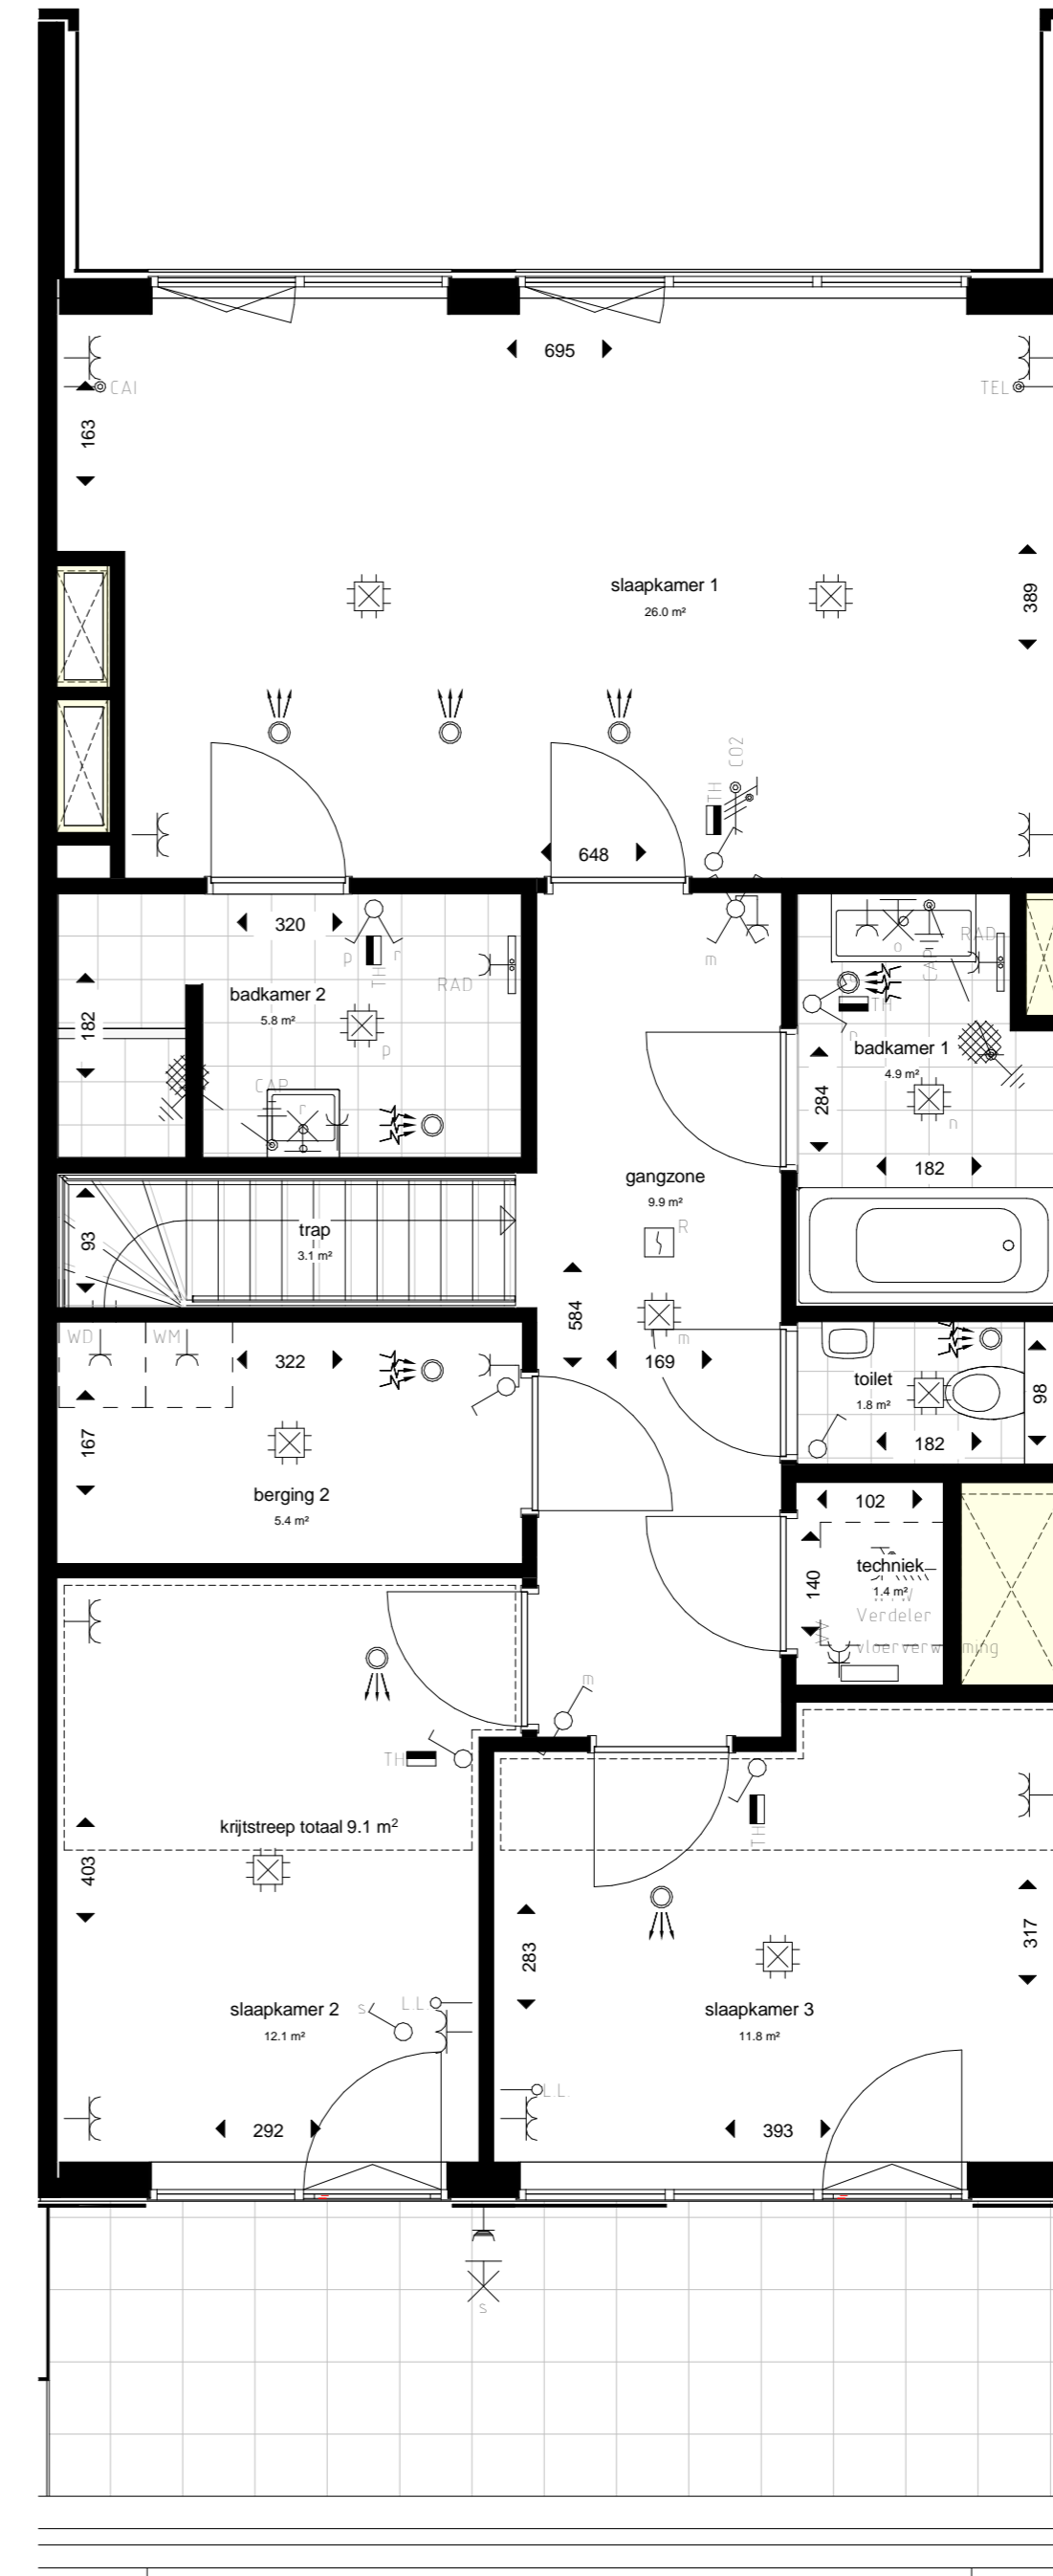 695
CAI
TEL
163
slaapkamer 1
26.0 m²
389
CO2
TH
648
m
320
p
TH
r
RAD
badkamer 2
5.8 m²
p
182
CAP
r
o
CAP
RAD
TH
n
badkamer 1
4.9 m²
n
284
182
gangzone
9.9 m²
R
trap
3.1 m²
93
584
m
169
WD
WM
322
167
berging 2
5.4 m²
toilet
1.8 m²
98
182
102
techniek
1.4 m²
140
Verdeler
vloerverwarming
m
TH
krijtstreep totaal 9.1 m²
403
TH
283
317
slaapkamer 2
12.1 m²
s
L.L.
slaapkamer 3
11.8 m²
L.L.
292
393
s